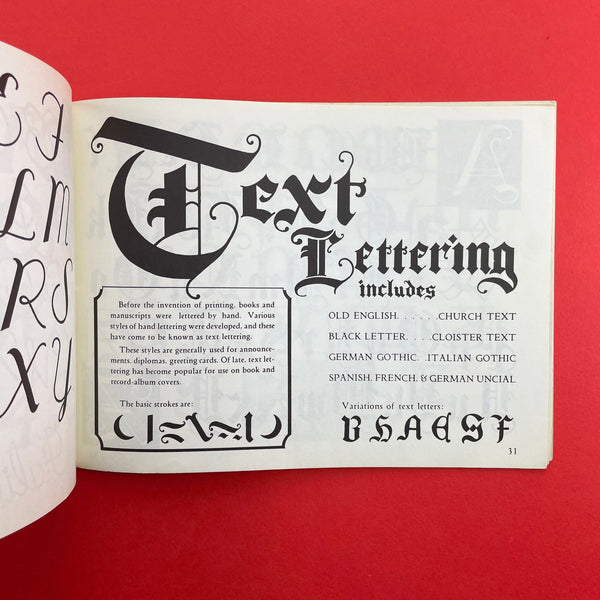 E F
L M
R S
X Y
Text
Lettering
includes
Before the invention of printing, books and
manuscripts were lettered by hand. Various
styles of hand lettering were developed, and these
have come to be known as text lettering.
These styles are generally used for announce-
ments, diplomas, greeting cards. Of late, text let-
tering has become popular for use on book and
record-album covers.
The basic strokes are:
OLD ENGLISH. . . . .CHURCH TEXT
BLACK LETTER. . . .CLOISTER TEXT
GERMAN GOTHIC. .ITALIAN GOTHIC
SPANISH, FRENCH, & GERMAN UNCIAL
Variations of text letters:
B H A E S F
31